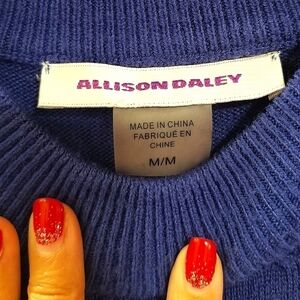 ALLISON DALEY
MADE IN CHINA
FABRIQUÉ EN
CHINE
M/M